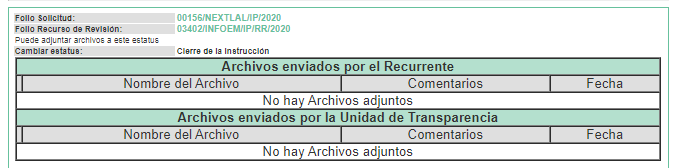 Folio Solicitud: 00156/NEXTLAL/IP/2020
Folio Recurso de Revisión: 03402/INFOEM/IP/RR/2020
Puede adjuntar archivos a este estatus
Cambiar estatus: Cierre de la Instrucción
Archivos enviados por el Recurrente
Nombre del Archivo Comentarios Fecha
No hay Archivos adjuntos
Archivos enviados por la Unidad de Transparencia
Nombre del Archivo Comentarios Fecha
No hay Archivos adjuntos